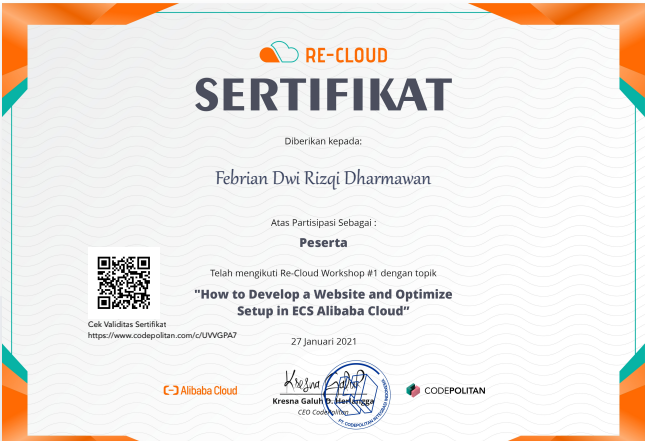 RE-CLOUD
SERTIFIKAT
Diberikan kepada:
Febrian Dwi Rizqi Dharmawan
Atas Partisipasi Sebagai :
Peserta
Telah mengikuti Re-Cloud Workshop #1 dengan topik
"How to Develop a Website and Optimize
Setup in ECS Alibaba Cloud”
27 Januari 2021
Cek Validitas Sertifikat
https://www.codepolitan.com/c/UVVGPA7
Alibaba Cloud
Kresna Galuh
Kresna Galuh D. Herlangga
CEO CodePolitan
PT. CODEPOLITAN INTEGRASI INDONESIA
CODEPOLITAN